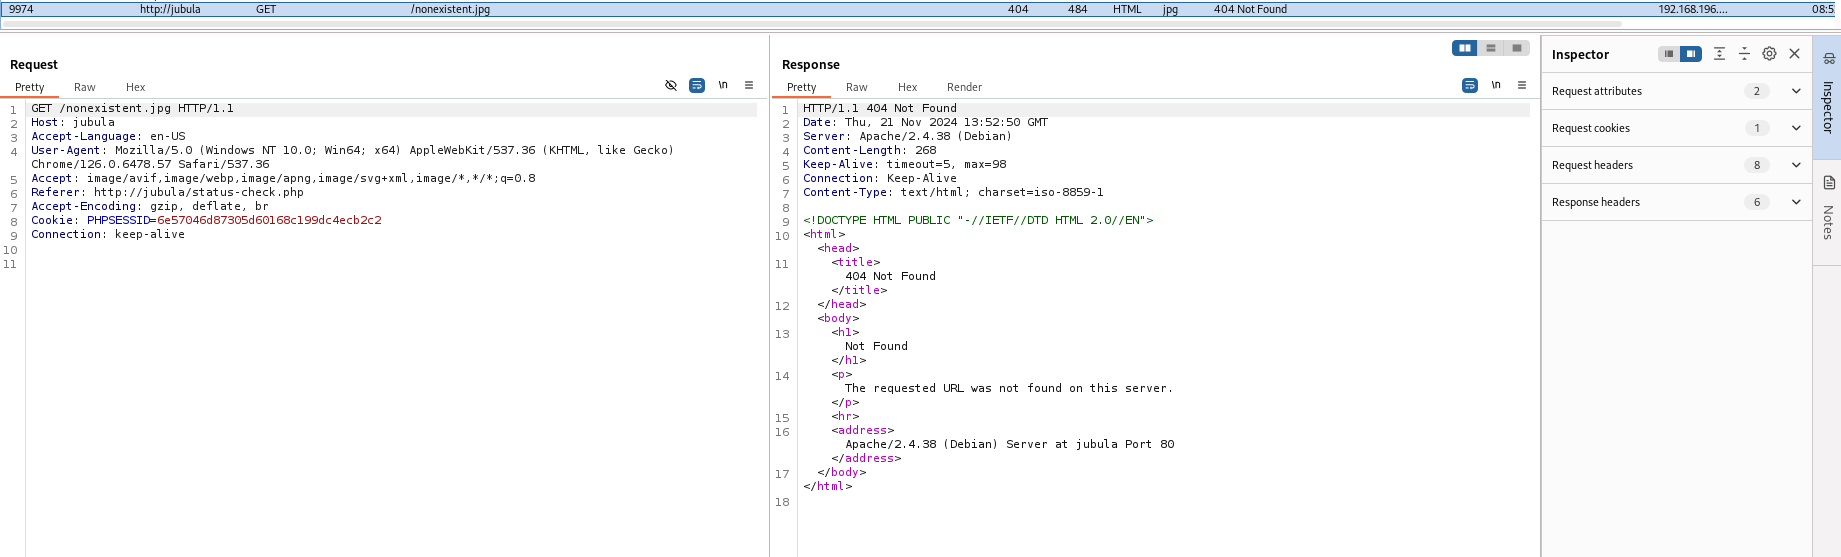 9974 http://jubula GET /nonexistent.jpg 404 484 HTML jpg 404 Not Found 192.168.196.... 08:5
Request
Pretty Raw Hex \n
1 GET /nonexistent.jpg HTTP/1.1
2 Host: jubula
3 Accept-Language: en-US
4 User-Agent: Mozilla/5.0 (Windows NT 10.0; Win64; x64) AppleWebKit/537.36 (KHTML, like Gecko)
Chrome/126.0.6478.57 Safari/537.36
5 Accept: image/avif,image/webp,image/apng,image/svg+xml,image/*,*/*;q=0.8
6 Referer: http://jubula/status-check.php
7 Accept-Encoding: gzip, deflate, br
8 Cookie: PHPSESSID=6e57046d87305d60168c199dc4ecb2c2
9 Connection: keep-alive
10
11
Response
Pretty Raw Hex Render \n
1 HTTP/1.1 404 Not Found
2 Date: Thu, 21 Nov 2024 13:52:50 GMT
3 Server: Apache/2.4.38 (Debian)
4 Content-Length: 268
5 Keep-Alive: timeout=5, max=98
6 Connection: Keep-Alive
7 Content-Type: text/html; charset=iso-8859-1
8
9 <!DOCTYPE HTML PUBLIC "-//IETF//DTD HTML 2.0//EN">
10 <html>
<head>
11 <title>
404 Not Found
</title>
12 </head>
<body>
13 <h1>
Not Found
</h1>
14 <p>
The requested URL was not found on this server.
</p>
15 <hr>
16 <address>
Apache/2.4.38 (Debian) Server at jubula Port 80
</address>
17 </body>
</html>
18
Inspector
Request attributes 2
Request cookies 1
Request headers 8
Response headers 6
Inspector
Notes